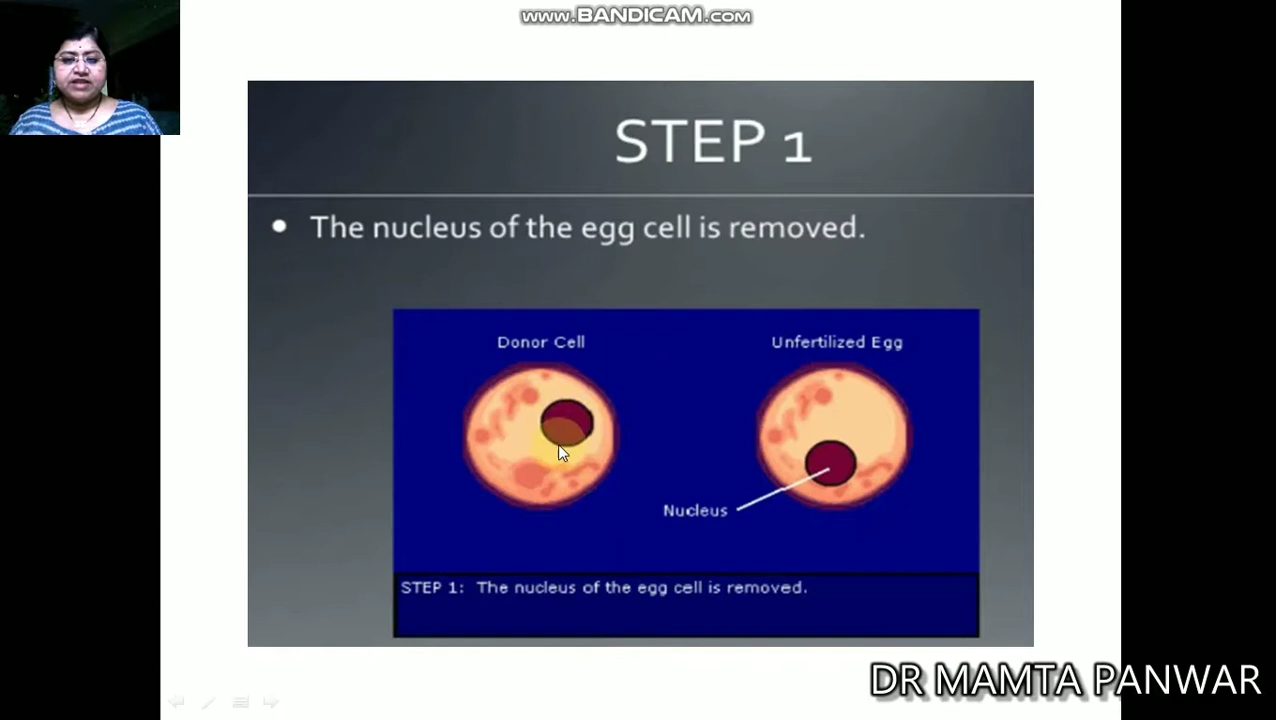 www.BANDICAM.com
STEP 1
• The nucleus of the egg cell is removed.
Donor Cell
Unfertilized Egg
Nucleus
STEP 1: The nucleus of the egg cell is removed.
DR MAMTA PANWAR